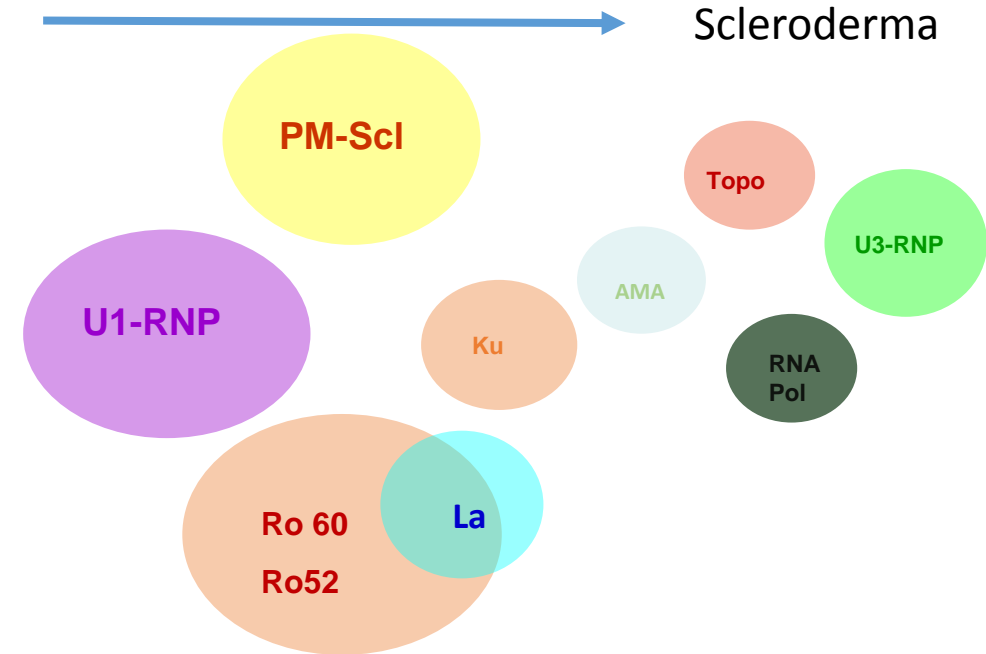 Scleroderma
PM-Scl
Topo
U3-RNP
AMA
U1-RNP
Ku
RNA
Pol
Ro 60
La
Ro52